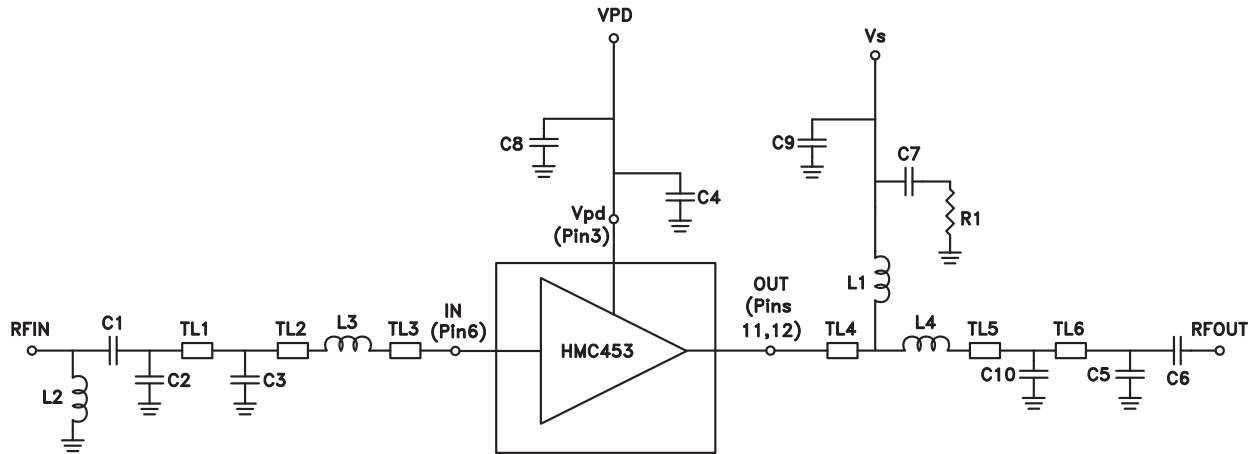 VPD
Vs
C8
C9
C7
C4
R1
Vpd
(Pin3)
L1
OUT
(Pins
11,12)
IN
(Pin6)
RFIN
C1
TL1
TL2
L3
TL3
HMC453
TL4
L4
TL5
TL6
RFOUT
L2
C2
C3
C10
C5
C6